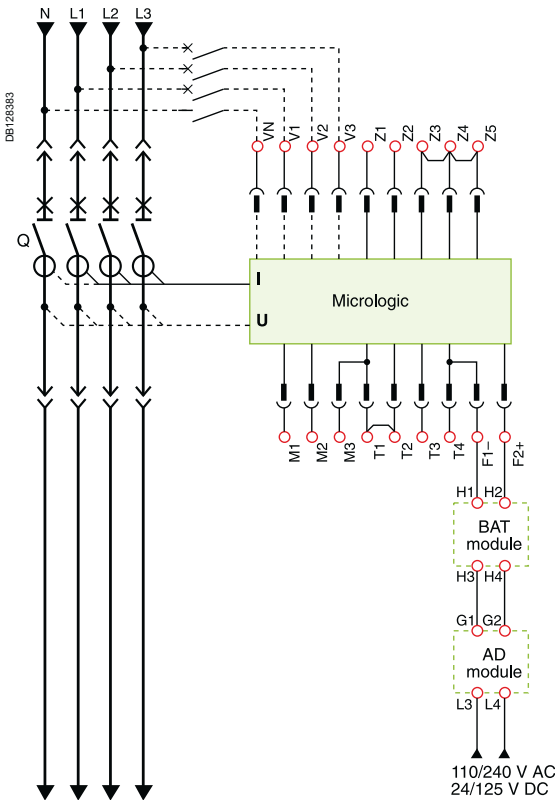 N L1 L2 L3
DB128383
VN V1 V2 V3 Z1 Z2 Z3 Z4 Z5
Q
I
Micrologic
U
M1 M2 M3 T1 T2 T3 T4 F1– F2+
H1 H2
BAT
module
H3 H4
G1 G2
AD
module
L3 L4
110/240 V AC
24/125 V DC